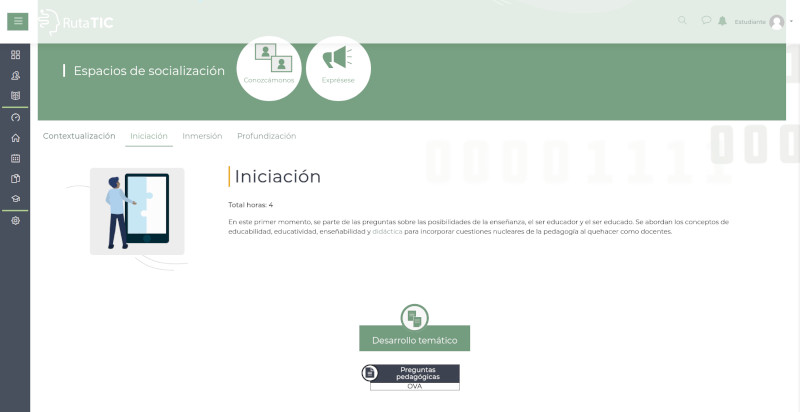 RutaTIC
Estudiante
Espacios de socialización
Conozcámonos
Exprésese
Contextualización
Iniciación
Inmersión
Profundización
00001111
000
Iniciación
Total horas: 4
En este primer momento, se parte de las preguntas sobre las posibilidades de la enseñanza, el ser educador y el ser educado. Se abordan los conceptos de
educabilidad, educatividad, enseñabilidad y didáctica para incorporar cuestiones nucleares de la pedagogía al quehacer como docentes.
Desarrollo temático
Preguntas
pedagógicas
OVA